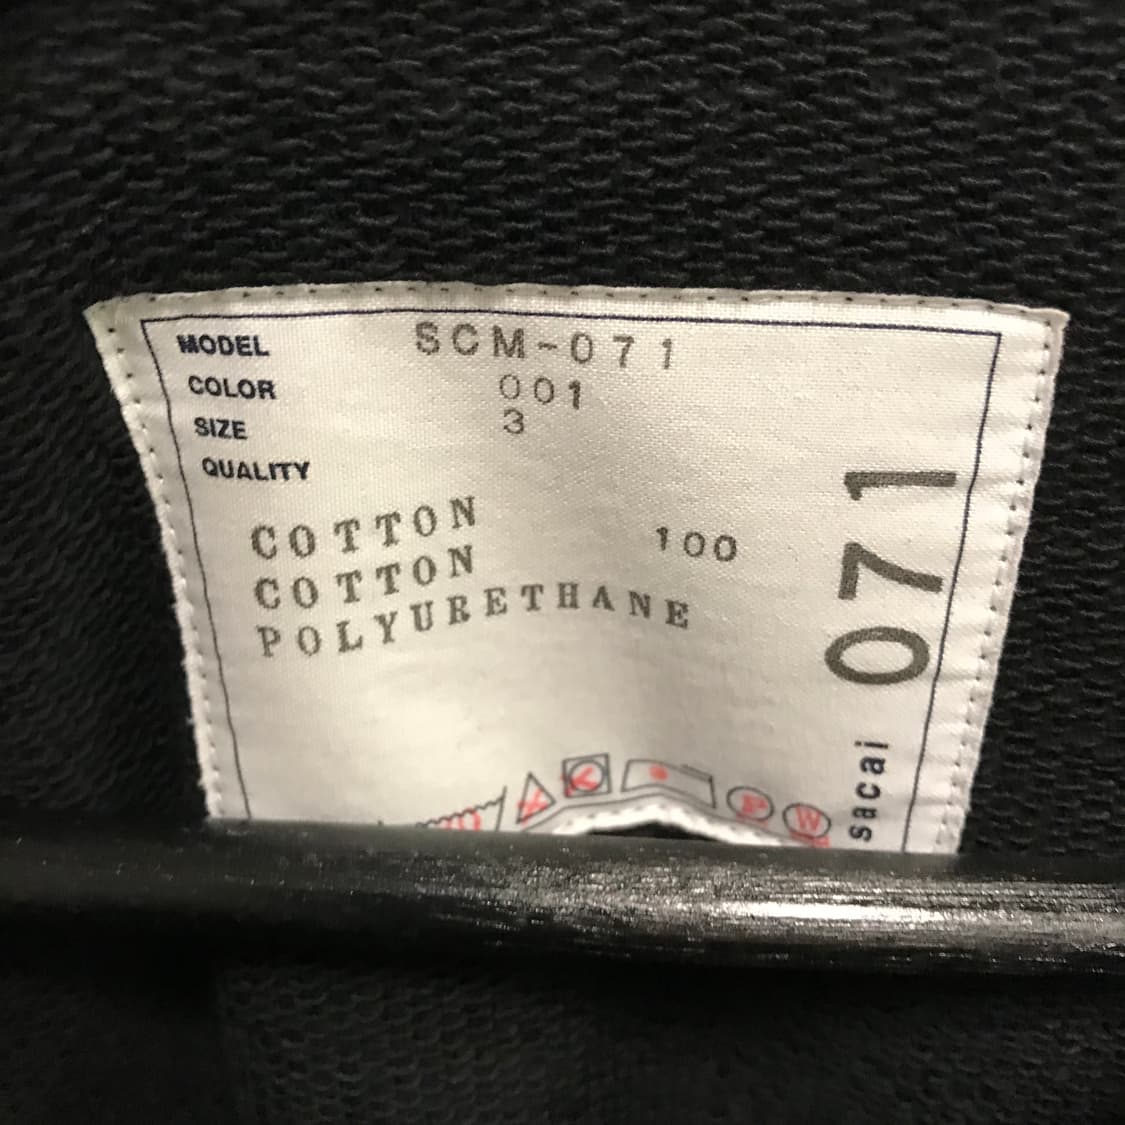 MODEL SCM-071
COLOR 001
SIZE 3
QUALITY
COTTON 100
COTTON
POLYURETHANE
sacai 071
P
W